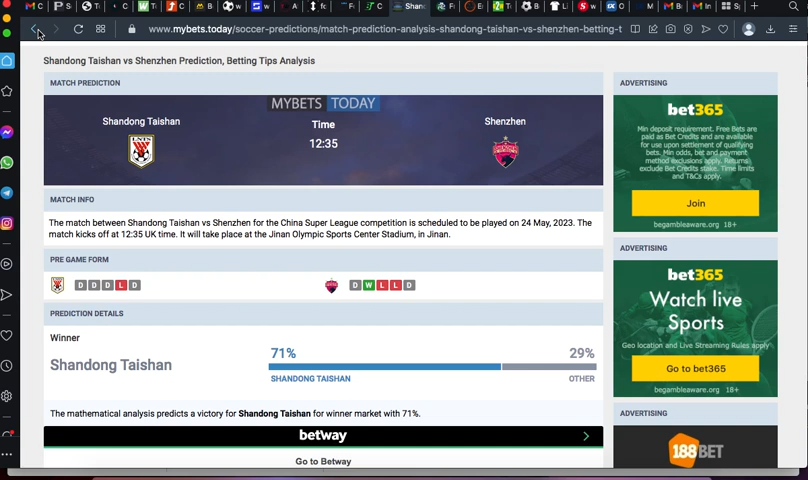 www.mybets.today/soccer-predictions/match-prediction-analysis-shandong-taishan-vs-shenzhen-betting-t
Shandong Taishan vs Shenzhen Prediction, Betting Tips Analysis
MATCH PREDICTION
MYBETS TODAY
Shandong Taishan
Time
Shenzhen
12:35
MATCH INFO
The match between Shandong Taishan vs Shenzhen for the China Super League competition is scheduled to be played on 24 May, 2023. The
match kicks off at 12:35 UK time. It will take place at the Jinan Olympic Sports Center Stadium, in Jinan.
PRE GAME FORM
D D D L D
D W L L D
PREDICTION DETAILS
Winner
Shandong Taishan
71%
29%
SHANDONG TAISHAN
OTHER
The mathematical analysis predicts a victory for Shandong Taishan for winner market with 71%.
betway
Go to Betway
ADVERTISING
bet365
Min deposit requirement. Free Bets are
paid as Bet Credits and are available
for use upon settlement of qualifying
bets. Min odds, bet and payment
method exclusions apply. Returns
exclude Bet Credits stake. Time limits
and T&Cs apply.
Join
begambleaware.org 18+
ADVERTISING
bet365
Watch live
Sports
Geo location and Live Streaming Rules apply
Go to bet365
begambleaware.org 18+
ADVERTISING
188BET